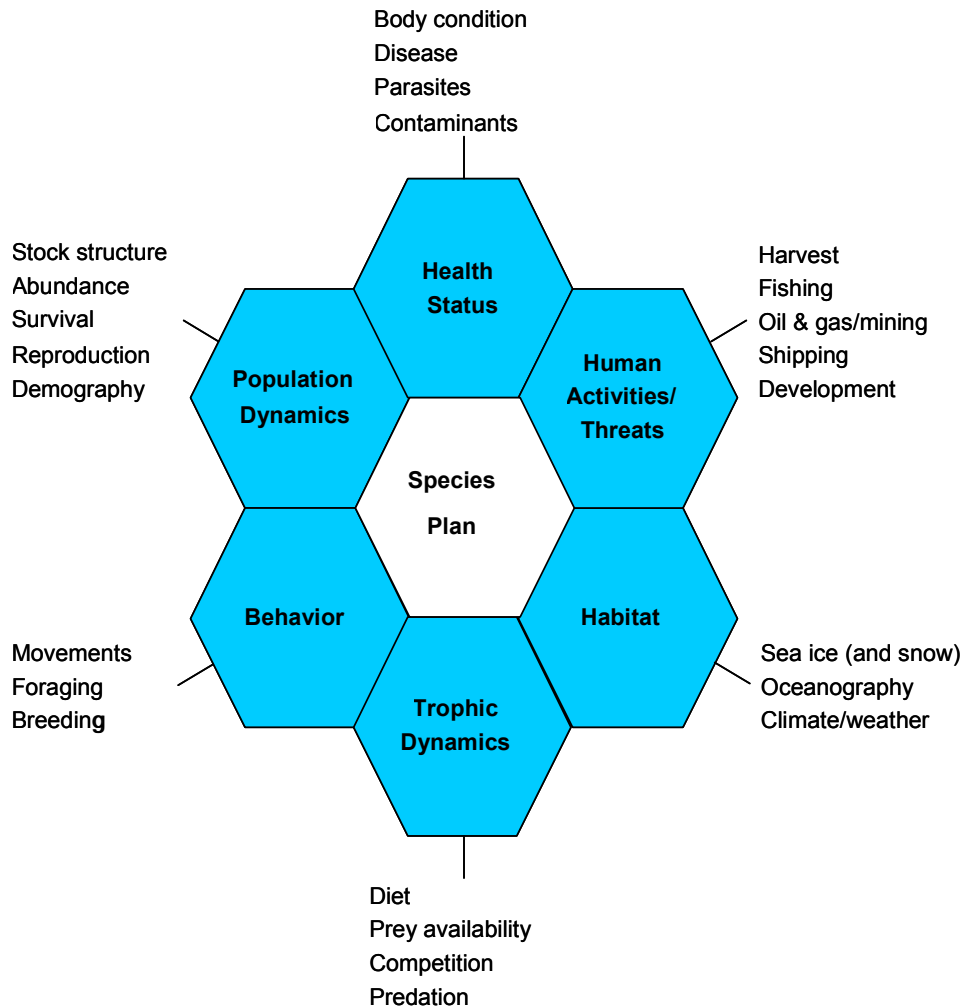 Body condition
Disease
Parasites
Contaminants
Health
Status
Stock structure
Abundance
Survival
Reproduction
Demography
Population
Dynamics
Harvest
Fishing
Oil & gas/mining
Shipping
Development
Human
Activities/
Threats
Species
Plan
Behavior
Movements
Foraging
Breeding
Habitat
Sea ice (and snow)
Oceanography
Climate/weather
Trophic
Dynamics
Diet
Prey availability
Competition
Predation